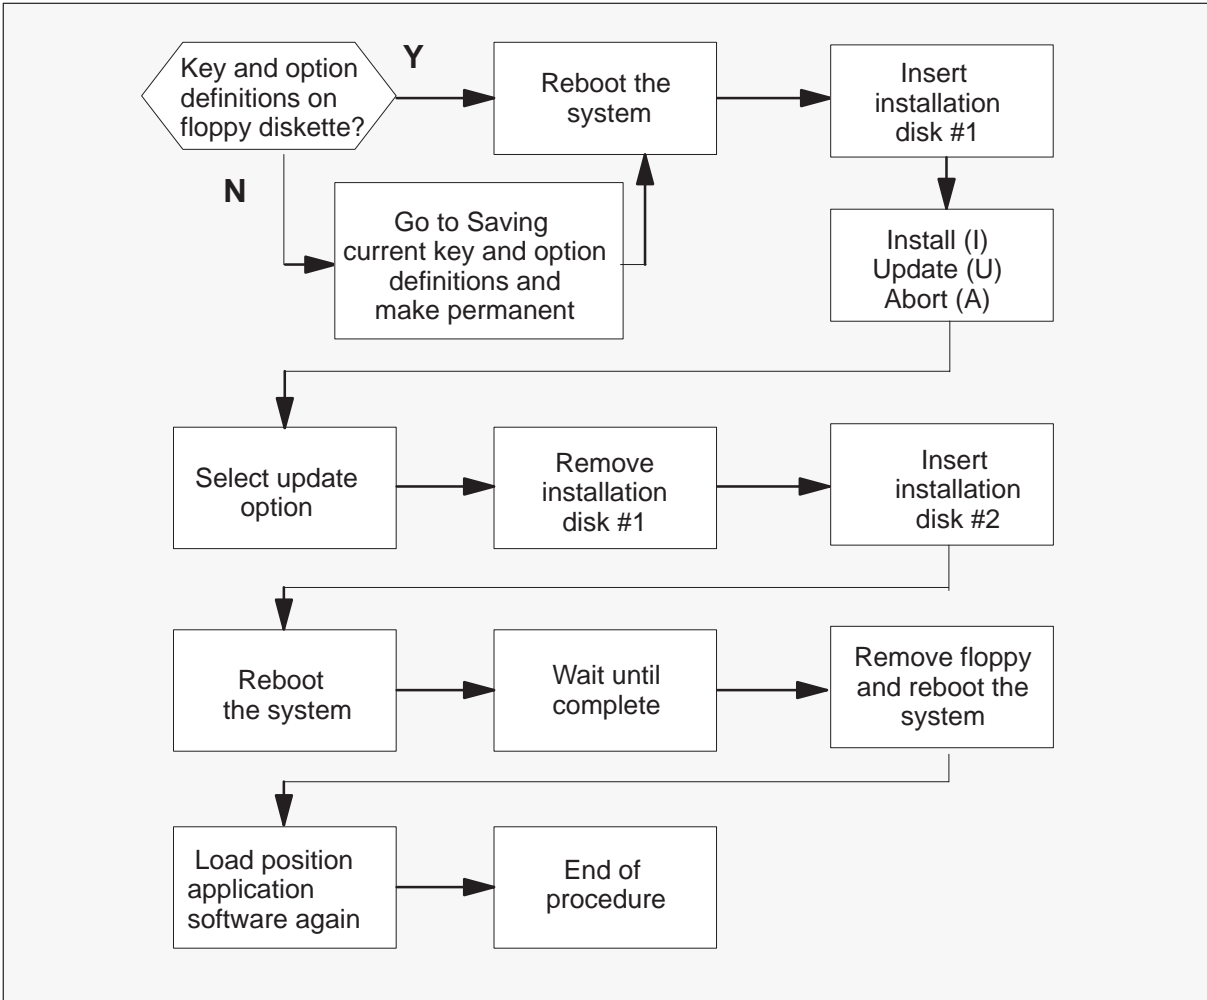 Key and option
definitions on
floppy diskette?
Y
Reboot the
system
Insert
installation
disk #1
N
Go to Saving
current key and option
definitions and
make permanent
Install (I)
Update (U)
Abort (A)
Select update
option
Remove
installation
disk #1
Insert
installation
disk #2
Reboot
the system
Wait until
complete
Remove floppy
and reboot the
system
Load position
application
software again
End of
procedure